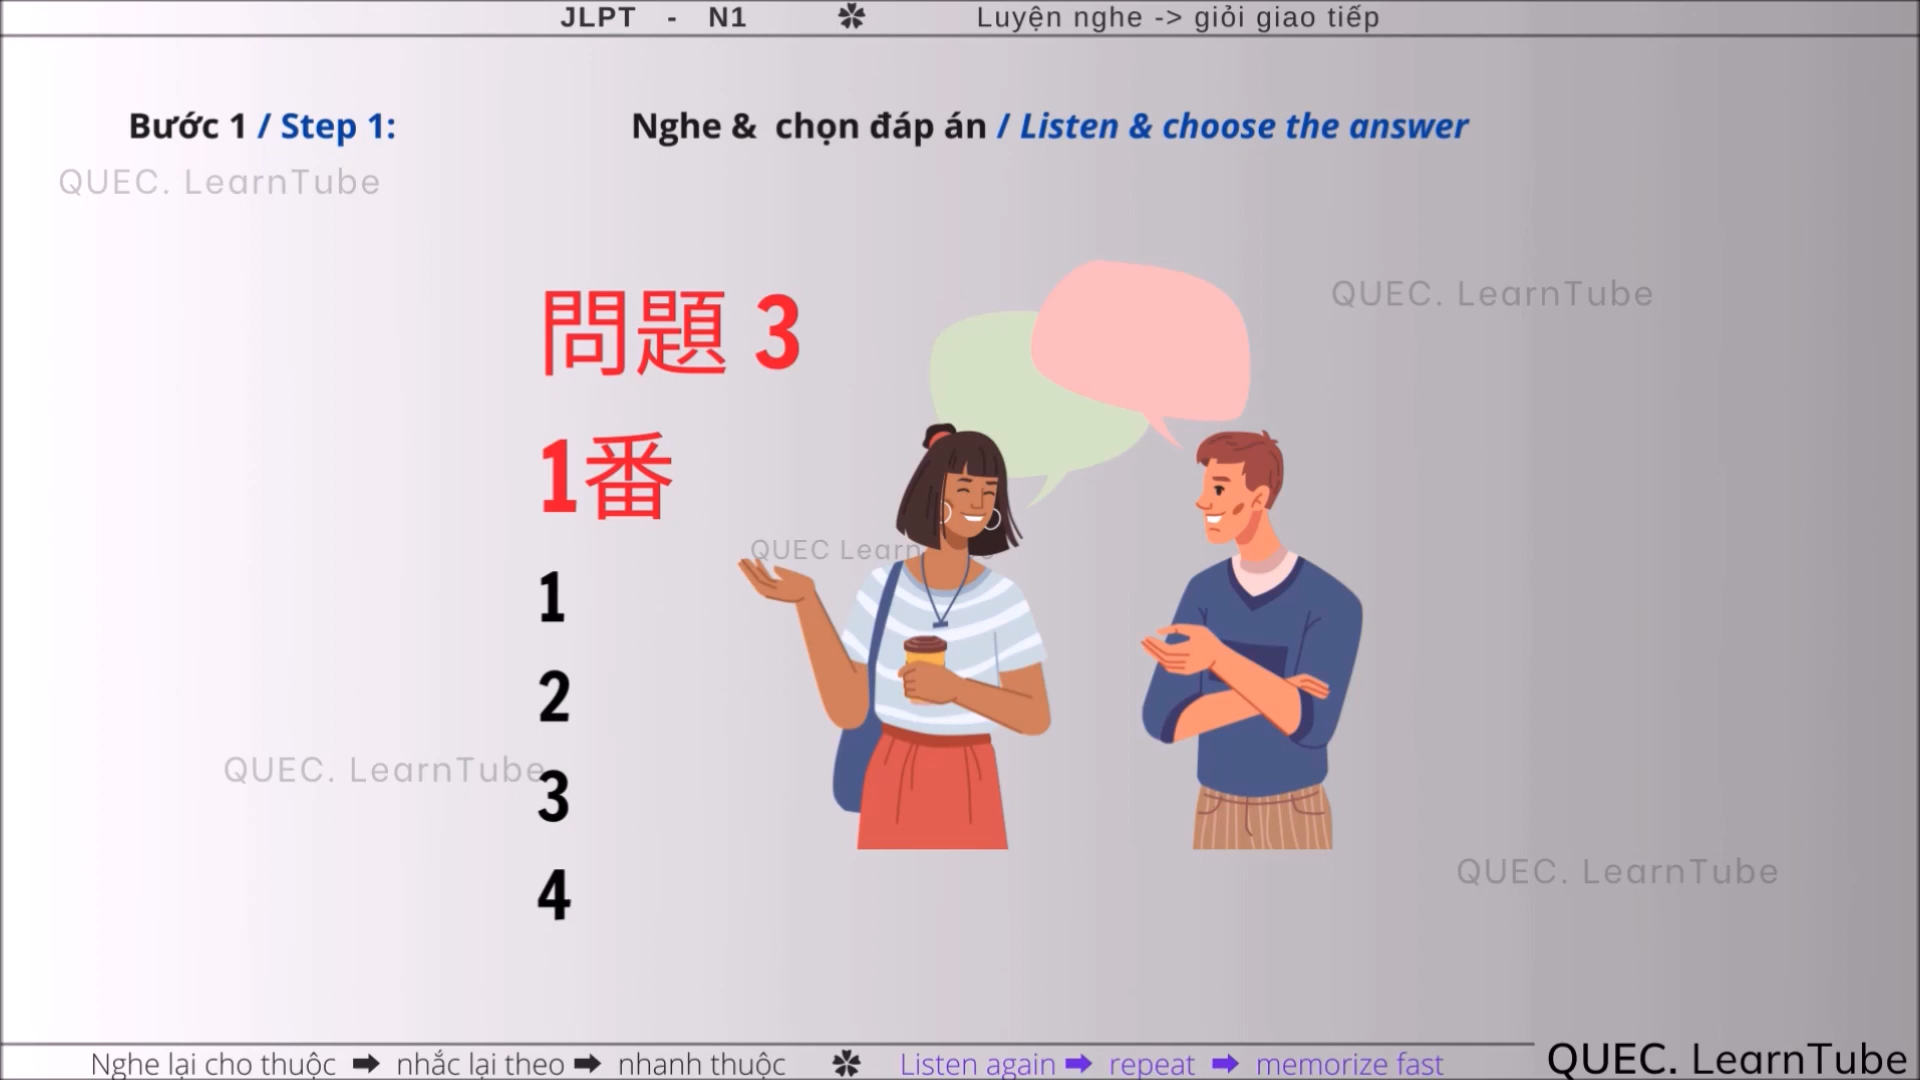 JLPT - N1 ✽ Luyện nghe -> giỏi giao tiếp
Bước 1 / Step 1: Nghe & chọn đáp án / Listen & choose the answer
QUEC. LearnTube
QUEC. LearnTube
問題 3
1番
QUEC Learn
1
2
QUEC. LearnTube
3
QUEC. LearnTube
4
Nghe lại cho thuộc ➡ nhắc lại theo ➡ nhanh thuộc ✽ Listen again ➡ repeat ➡ memorize fast
QUEC. LearnTube